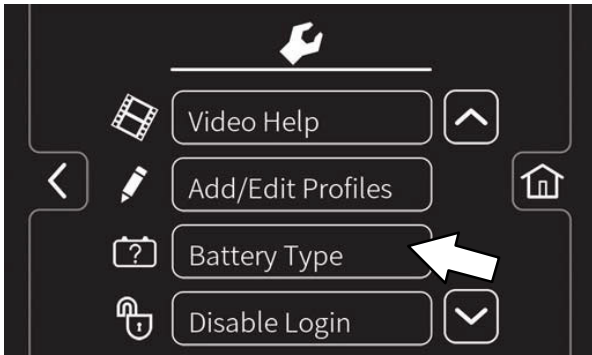 Video Help
Add/Edit Profiles
?
Battery Type
Disable Login